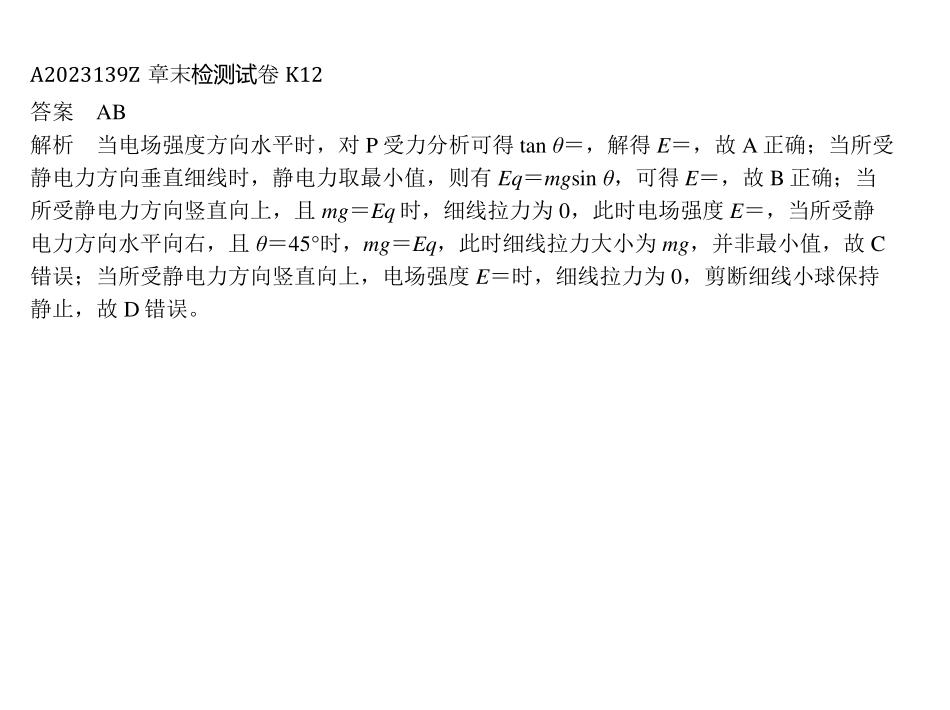 A2023139Z 章末检测试卷 K12
答案　AB
解析　当电场强度方向水平时，对 P 受力分析可得 tan θ＝，解得 E＝，故 A 正确；当所受
静电力方向垂直细线时，静电力取最小值，则有 Eq＝mgsin θ，可得 E＝，故 B 正确；当
所受静电力方向竖直向上，且 mg＝Eq 时，细线拉力为 0，此时电场强度 E＝，当所受静
电力方向水平向右，且 θ＝45°时，mg＝Eq，此时细线拉力大小为 mg，并非最小值，故 C
错误；当所受静电力方向竖直向上，电场强度 E＝时，细线拉力为 0，剪断细线小球保持
静止，故 D 错误。